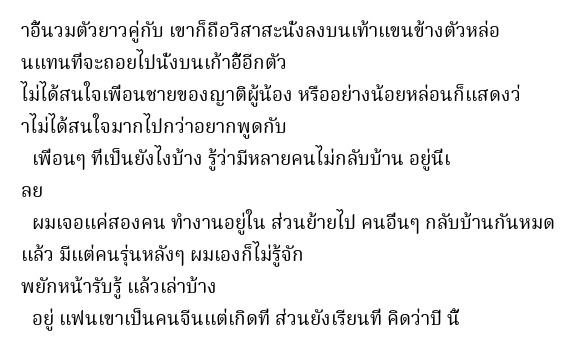 าอี้นวมตัวยาวคู่กับ เขาก็ถือวิสาสะนั่งลงบนเท้าแขนข้างตัวหล่อ
นแทนที่จะถอยไปนั่งบนเก้าอี้อีกตัว
ไม่ได้สนใจเพื่อนชายของญาติผู้น้อง หรืออย่างน้อยหล่อนก็แสดงว่
าไม่ได้สนใจมากไปกว่าอยากพูดกับ
เพื่อนๆ ที่เป็นยังไงบ้าง รู้ว่ามีหลายคนไม่กลับบ้าน อยู่นี่เ
ลย
ผมเจอแค่สองคน ทำงานอยู่ใน ส่วนย้ายไป คนอื่นๆ กลับบ้านกันหมด
แล้ว มีแต่คนรุ่นหลังๆ ผมเองก็ไม่รู้จัก
พยักหน้ารับรู้ แล้วเล่าบ้าง
อยู่ แฟนเขาเป็นคนจีนแต่เกิดที่ ส่วนยังเรียนที่ คิดว่าปี นี้